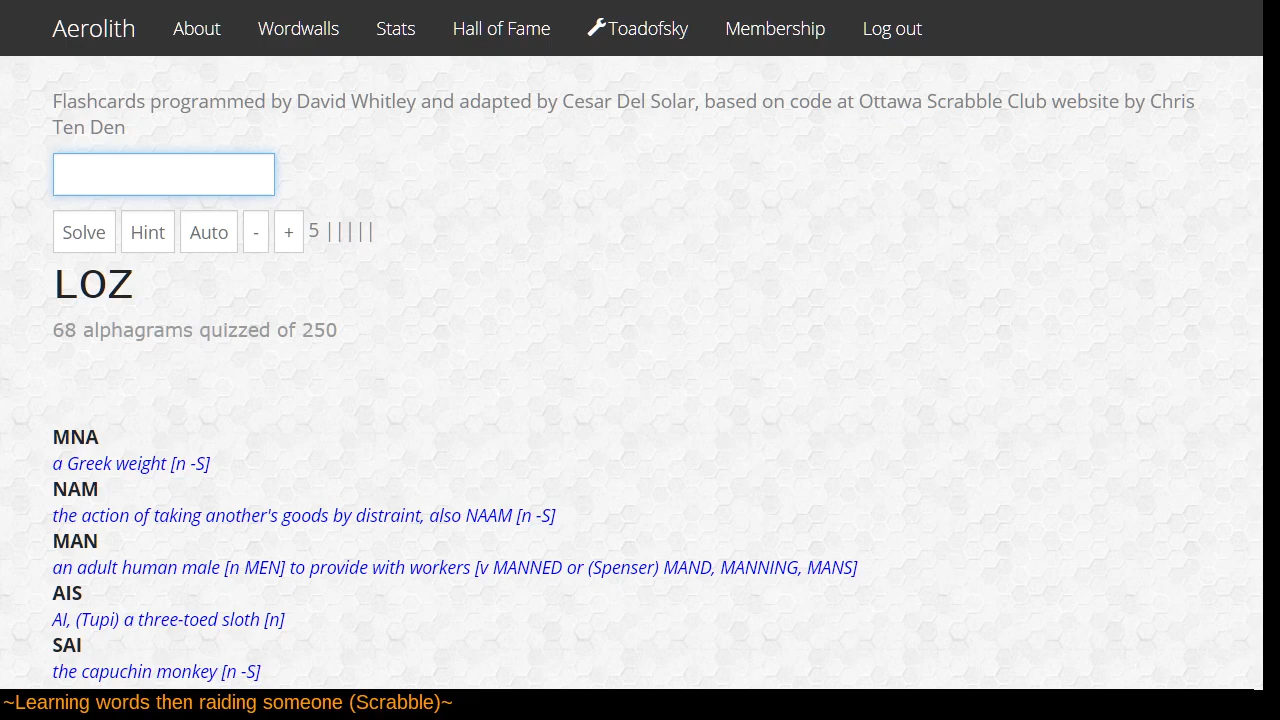 Aerolith About Wordwalls Stats Hall of Fame Toadofsky Membership Log out
Flashcards programmed by David Whitley and adapted by Cesar Del Solar, based on code at Ottawa Scrabble Club website by Chris
Ten Den
Solve Hint Auto - + 5 |||||
LOZ
68 alphagrams quizzed of 250
MNA
a Greek weight [n -S]
NAM
the action of taking another's goods by distraint, also NAAM [n -S]
MAN
an adult human male [n MEN] to provide with workers [v MANNED or (Spenser) MAND, MANNING, MANS]
AIS
AI, (Tupi) a three-toed sloth [n]
SAI
the capuchin monkey [n -S]
~Learning words then raiding someone (Scrabble)~